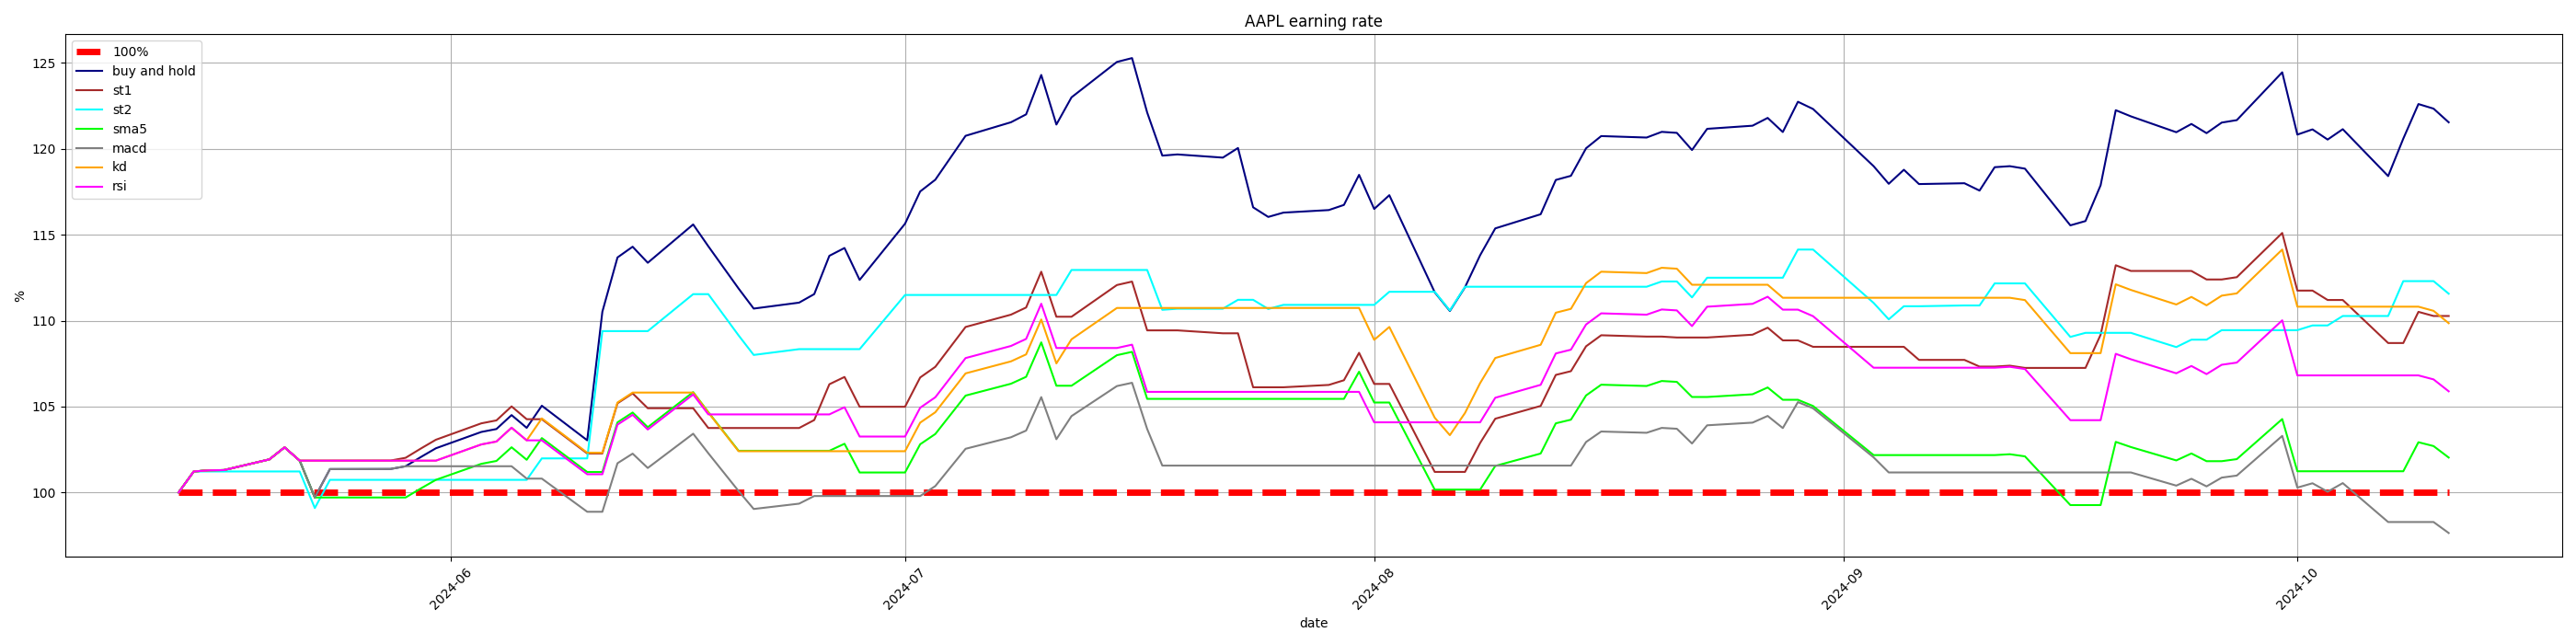 AAPL earning rate
100%
buy and hold
st1
st2
sma5
macd
kd
rsi
125
120
115
110
105
100
%
2024-06
2024-07
2024-08
2024-09
2024-10
date